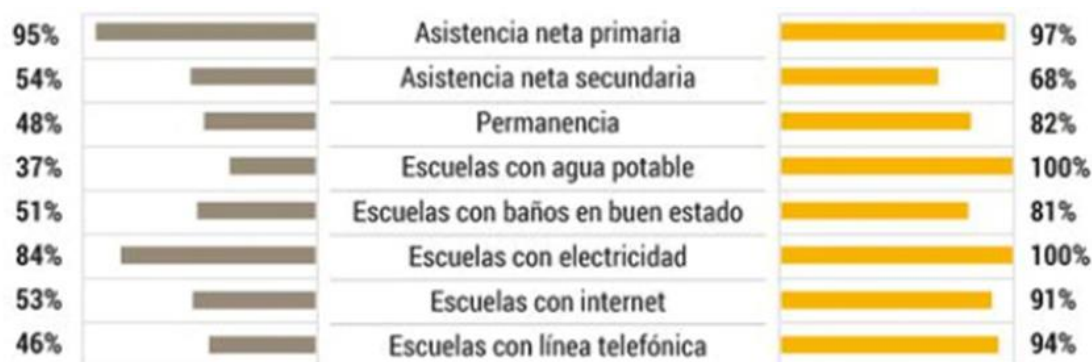 95% Asistencia neta primaria 97%
54% Asistencia neta secundaria 68%
48% Permanencia 82%
37% Escuelas con agua potable 100%
51% Escuelas con baños en buen estado 81%
84% Escuelas con electricidad 100%
53% Escuelas con internet 91%
46% Escuelas con línea telefónica 94%